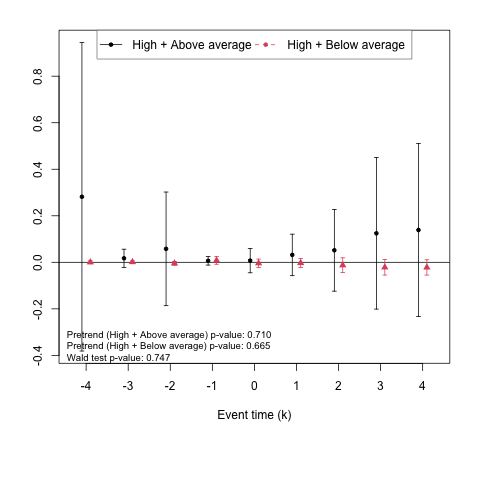 High + Above average High + Below average
0.8
0.6
0.4
0.2
0.0
-0.2
-0.4
Pretrend (High + Above average) p-value: 0.710
Pretrend (High + Below average) p-value: 0.665
Wald test p-value: 0.747
-4 -3 -2 -1 0 1 2 3 4
Event time (k)